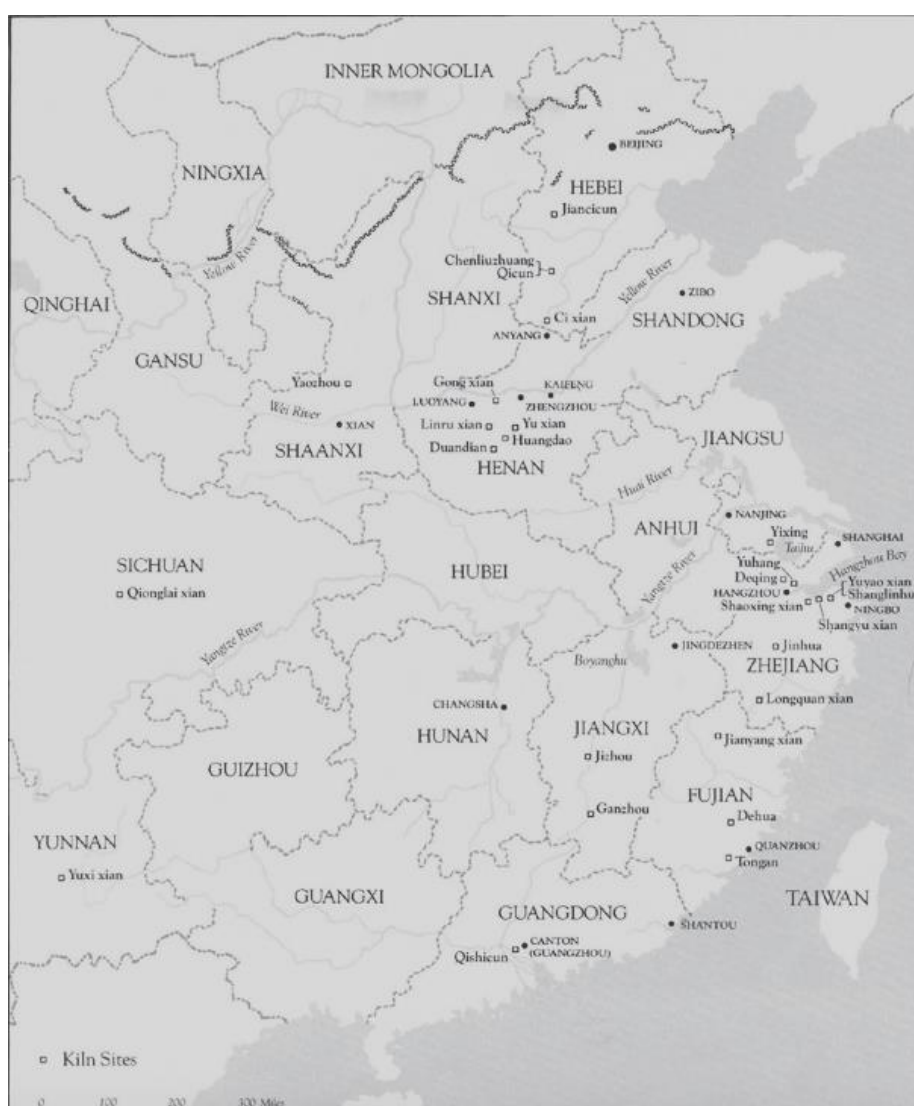 INNER MONGOLIA
BEIJING
NINGXIA
HEBEI
Jiancicun
Yellow River
Chenliuzhuang
Qicun
Yellow River
QINGHAI
SHANXI
ZIBO
SHANDONG
Ci xian
ANYANG
GANSU
Yaozhou
Gong xian
KAIFENG
LUOYANG
ZHENGZHOU
Wei River
XIAN
Linru xian
Yu xian
Huangdao
Duandian
JIANGSU
SHAANXI
HENAN
Huai River
ANHUI
NANJING
Yixing
Taihu
SHANGHAI
Hangzhou Bay
SICHUAN
Qionglai xian
HUBEI
Yangtze River
Yuhang
Deqing
HANGZHOU
Yuyao xian
Shanglinhu
Shaoxing xian
NINGBO
Shangyu xian
Yangtze River
Boyanghu
JINGDEZHEN
Jinhua
ZHEJIANG
Longquan xian
CHANGSHA
HUNAN
JIANGXI
Jianyang xian
Jizhou
GUIZHOU
FUJIAN
Ganzhou
Dehua
YUNNAN
QUANZHOU
Tongan
Yuxi xian
GUANGXI
TAIWAN
GUANGDONG
SHANTOU
CANTON
(GUANGZHOU)
Qishicun
Kiln Sites
0 100 200 300 Miles